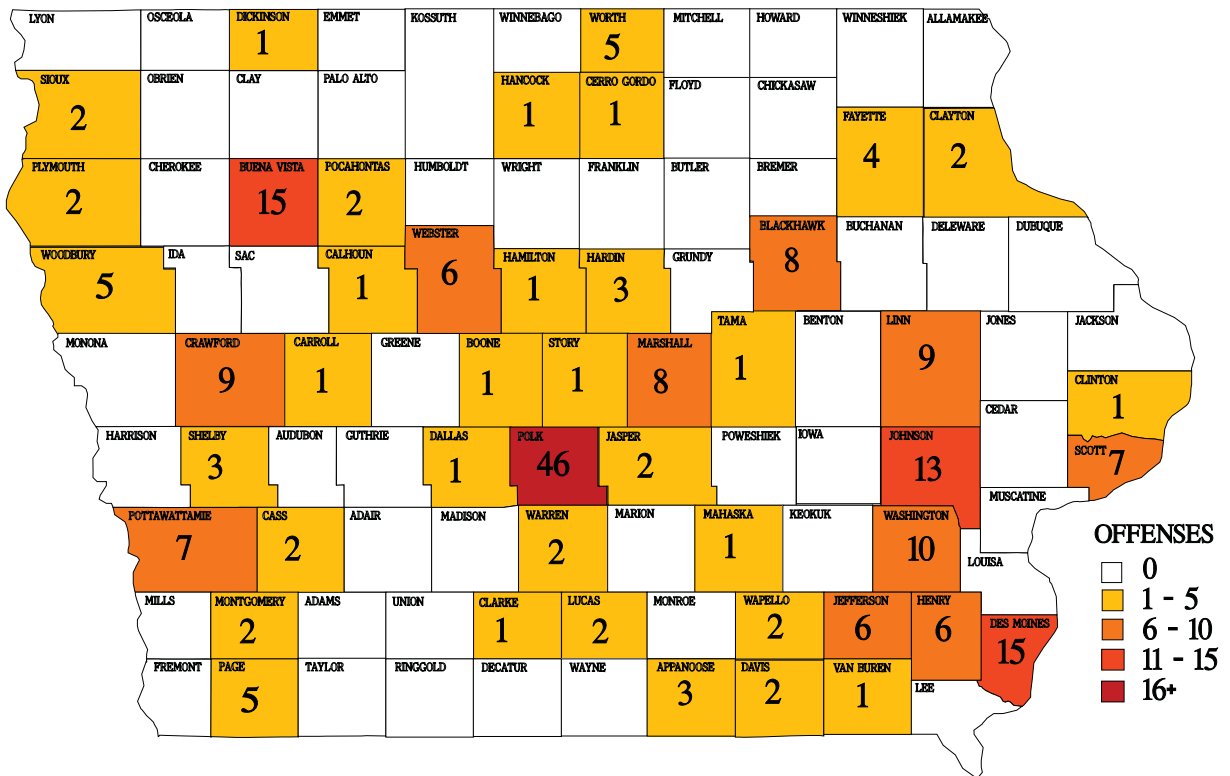 LYON
OSCEOLA
DICKINSON
1
EMMET
KOSSUTH
WINNEBAGO
WORTH
5
MITCHELL
HOWARD
WINNESHIEK
ALLAMAKEE
SIOUX
2
OBRIEN
CLAY
PALO ALTO
HANCOCK
1
CERRO GORDO
1
FLOYD
CHICKASAW
FAYETTE
4
CLAYTON
2
PLYMOUTH
2
CHEROKEE
BUENA VISTA
15
POCAHONTAS
2
HUMBOLDT
WRIGHT
FRANKLIN
BUTLER
BREMER
WOODBURY
5
IDA
SAC
CALHOUN
1
WEBSTER
6
HAMILTON
1
HARDIN
3
GRUNDY
BLACKHAWK
8
BUCHANAN
DELEWARE
DUBUQUE
MONONA
CRAWFORD
9
CARROLL
1
GREENE
BOONE
1
STORY
1
MARSHALL
8
TAMA
1
BENTON
LINN
9
JONES
JACKSON
CLINTON
1
CEDAR
HARRISON
SHELBY
3
AUDUBON
GUTHRIE
DALLAS
1
POLK
46
JASPER
2
POWESHIEK
IOWA
JOHNSON
13
SCOTT
7
MUSCATINE
POTTAWATTAMIE
7
CASS
2
ADAIR
MADISON
WARREN
2
MARION
MAHASKA
1
KEOKUK
WASHINGTON
10
LOUISA
MILLS
MONTGOMERY
2
ADAMS
UNION
CLARKE
1
LUCAS
2
MONROE
WAPELLO
2
JEFFERSON
6
HENRY
6
DES MOINES
15
FREMONT
PAGE
5
TAYLOR
RINGGOLD
DECATUR
WAYNE
APPANOOSE
3
DAVIS
2
VAN BUREN
1
LEE
OFFENSES
0
1 - 5
6 - 10
11 - 15
16+